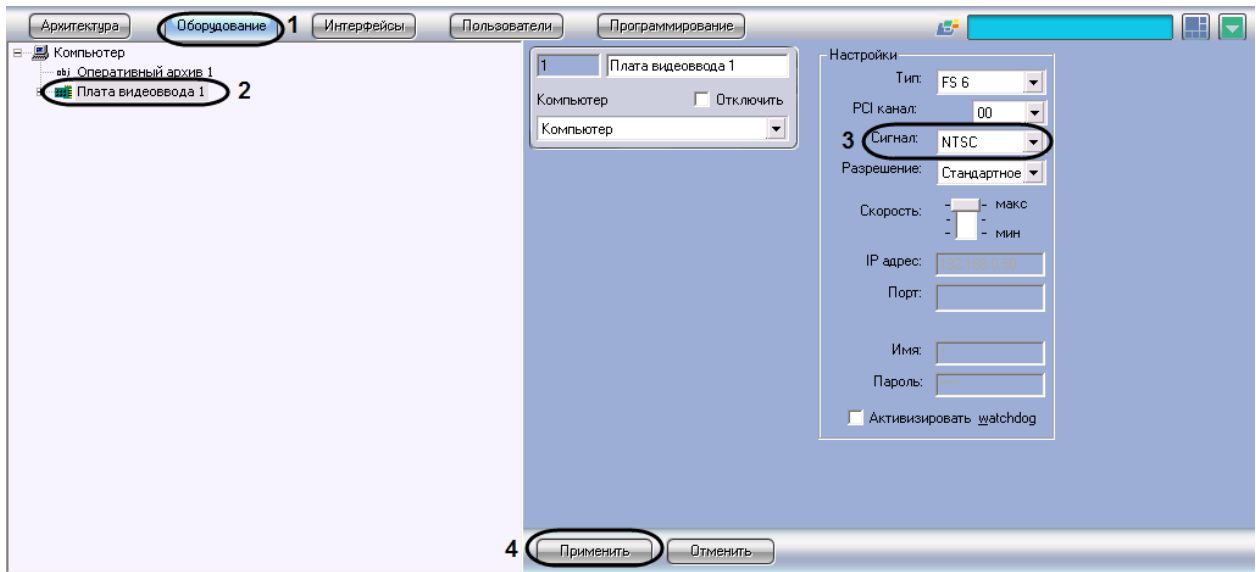 Архитектура Оборудование 1 Интерфейсы Пользователи Программирование
Компьютер
obj Оперативный архив 1
Плата видеоввода 1 2
1 Плата видеоввода 1
Компьютер Отключить
Компьютер
Настройки
Тип: FS 6
PCI канал: 00
3 Сигнал: NTSC
Разрешение: Стандартное
Скорость: макс
мин
IP адрес:
Порт:
Имя:
Пароль:
Активизировать watchdog
4 Применить Отменить